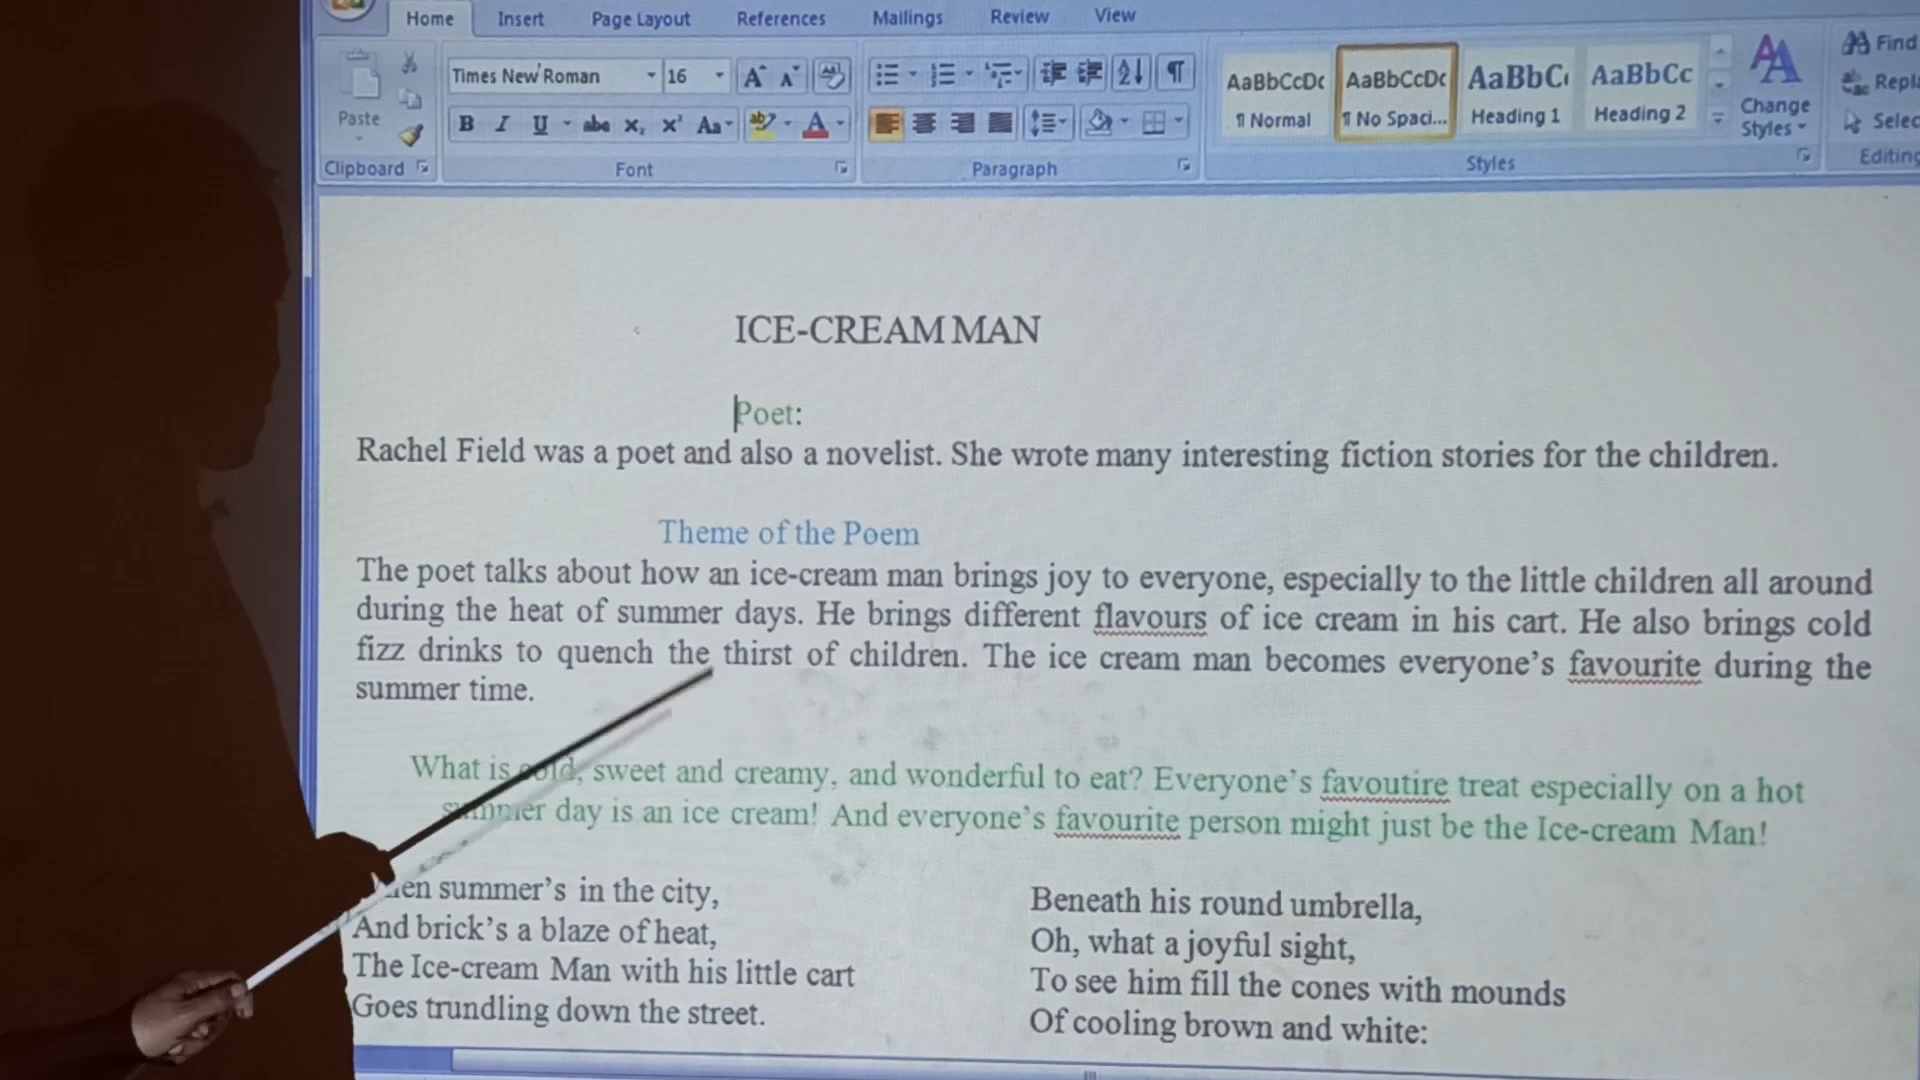 Home Insert Page Layout References Mailings Review View
Times New Roman 16
Find
AaBbCcDc AaBbCcDc AaBbC AaBbCc
Paste
B I U abc X₂ X² Aa
¶ Normal ¶ No Spaci... Heading 1 Heading 2
Change
Styles
Clipboard Font Paragraph Styles Editing
ICE-CREAM MAN
Poet:
Rachel Field was a poet and also a novelist. She wrote many interesting fiction stories for the children.
Theme of the Poem
The poet talks about how an ice-cream man brings joy to everyone, especially to the little children all around
during the heat of summer days. He brings different flavours of ice cream in his cart. He also brings cold
fizz drinks to quench the thirst of children. The ice cream man becomes everyone's favourite during the
summer time.
What is cold, sweet and creamy, and wonderful to eat? Everyone's favoutire treat especially on a hot
summer day is an ice cream! And everyone's favourite person might just be the Ice-cream Man!
summer's in the city,
And brick's a blaze of heat,
The Ice-cream Man with his little cart
Goes trundling down the street.
Beneath his round umbrella,
Oh, what a joyful sight,
To see him fill the cones with mounds
Of cooling brown and white: